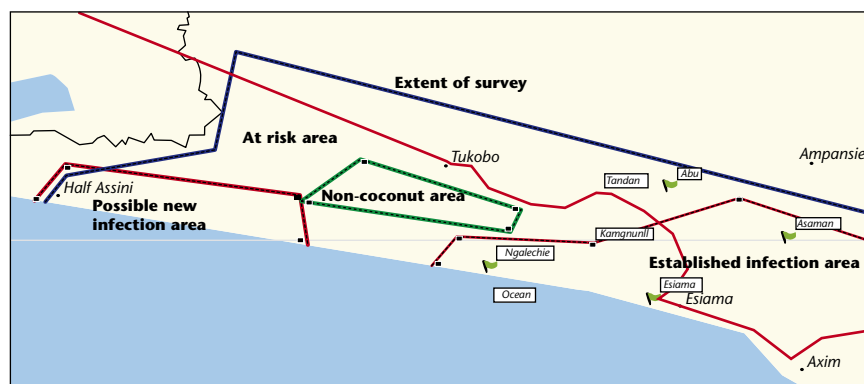 Extent of survey
At risk area
Tukobo
Ampansie
Abu
Tandan
Half Assini
Non-coconut area
Possible new
infection area
Asaman
Kamgnunll
Ngalechie
Established infection area
Esiama
Ocean
Esiama
Axim